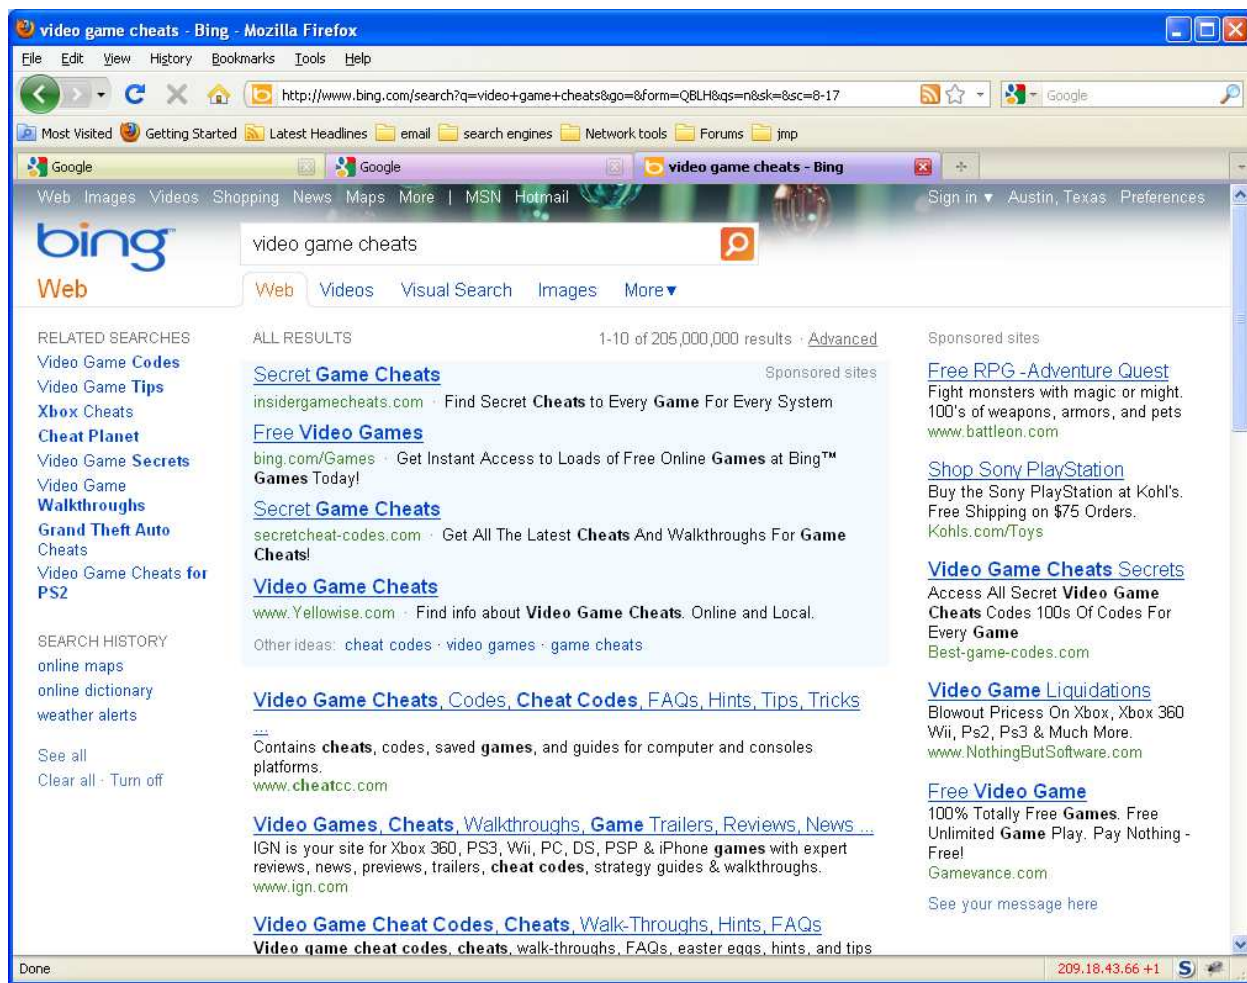 video game cheats - Bing - Mozilla Firefox
File Edit View History Bookmarks Tools Help
http://www.bing.com/search?q=video+game+cheats&go=&form=QBLH&qs=n&sk=&sc=8-17
Google
Most Visited Getting Started Latest Headlines email search engines Network tools Forums jmp
Google Google video game cheats - Bing
Web Images Videos Shopping News Maps More | MSN Hotmail Sign in ▼ Austin, Texas Preferences
bing™
video game cheats
Web
Web Videos Visual Search Images More▼
RELATED SEARCHES
Video Game Codes
Video Game Tips
Xbox Cheats
Cheat Planet
Video Game Secrets
Video Game
Walkthroughs
Grand Theft Auto
Cheats
Video Game Cheats for
PS2
SEARCH HISTORY
online maps
online dictionary
weather alerts
See all
Clear all · Turn off
ALL RESULTS 1-10 of 205,000,000 results · Advanced
Secret Game Cheats Sponsored sites
insidergamecheats.com · Find Secret Cheats to Every Game For Every System
Free Video Games
bing.com/Games · Get Instant Access to Loads of Free Online Games at Bing™
Games Today!
Secret Game Cheats
secretcheat-codes.com · Get All The Latest Cheats And Walkthroughs For Game
Cheats!
Video Game Cheats
www.Yellowise.com · Find info about Video Game Cheats. Online and Local.
Other ideas: cheat codes · video games · game cheats
Video Game Cheats, Codes, Cheat Codes, FAQs, Hints, Tips, Tricks
...
Contains cheats, codes, saved games, and guides for computer and consoles
platforms.
www.cheatcc.com
Video Games, Cheats, Walkthroughs, Game Trailers, Reviews, News ...
IGN is your site for Xbox 360, PS3, Wii, PC, DS, PSP & iPhone games with expert
reviews, news, previews, trailers, cheat codes, strategy guides & walkthroughs.
www.ign.com
Video Game Cheat Codes, Cheats, Walk-Throughs, Hints, FAQs
Video game cheat codes, cheats, walk-throughs, FAQs, easter eggs, hints, and tips
Sponsored sites
Free RPG -Adventure Quest
Fight monsters with magic or might.
100's of weapons, armors, and pets
www.battleon.com
Shop Sony PlayStation
Buy the Sony PlayStation at Kohl's.
Free Shipping on $75 Orders.
Kohls.com/Toys
Video Game Cheats Secrets
Access All Secret Video Game
Cheats Codes 100s Of Codes For
Every Game
Best-game-codes.com
Video Game Liquidations
Blowout Pricess On Xbox, Xbox 360
Wii, Ps2, Ps3 & Much More.
www.NothingButSoftware.com
Free Video Game
100% Totally Free Games. Free
Unlimited Game Play. Pay Nothing -
Free!
Gamevance.com
See your message here
Done 209.18.43.66 +1 S